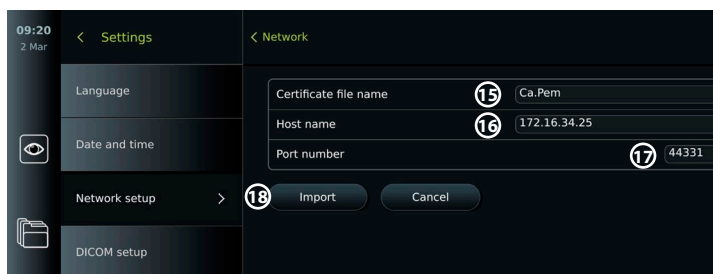 09:20
2 Mar
< Settings
< Network
Language
Date and time
Network setup >
DICOM setup
Certificate file name 15 Ca.Pem
Host name 16 172.16.34.25
Port number 17 44331
18 Import Cancel